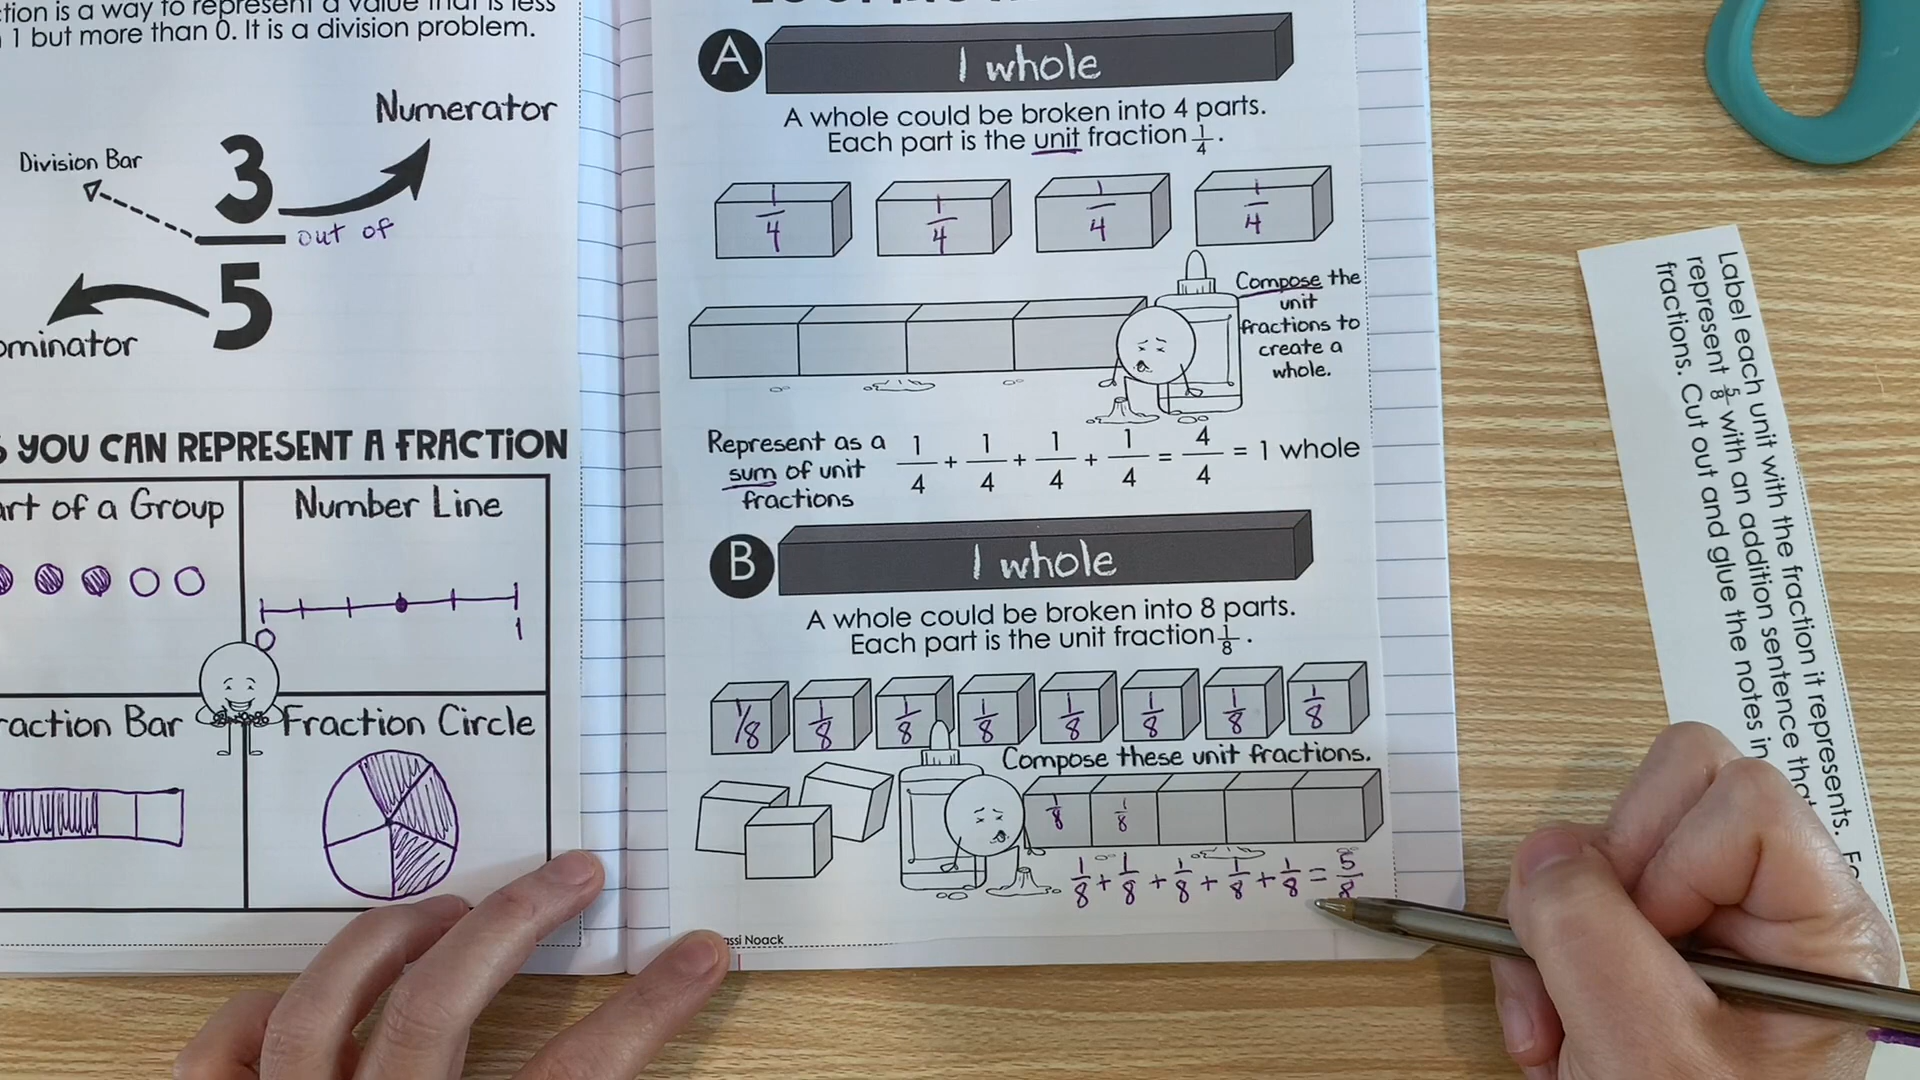 tion is a way to represent a value that is less
1 but more than 0. It is a division problem.
Numerator
Division Bar
3
out of
5
ominator
YOU CAN REPRESENT A FRACTION
art of a Group
Number Line
0
1
raction Bar
Fraction Circle
A
1 whole
A whole could be broken into 4 parts.
Each part is the unit fraction 1/4.
1/4 1/4 1/4 1/4
Compose the
unit
fractions to
create a
whole.
Represent as a
sum of unit
fractions
1/4 + 1/4 + 1/4 + 1/4 = 4/4 = 1 whole
B
1 whole
A whole could be broken into 8 parts.
Each part is the unit fraction 1/8.
1/8 1/8 1/8 1/8 1/8 1/8 1/8 1/8
Compose these unit fractions.
1/8 1/8
1/8 + 1/8 + 1/8 + 1/8 + 1/8 = 5/8
assi Noack
Label each unit with the fraction it represents.
represent 5/8 with an addition sentence that
fractions. Cut out and glue the notes in